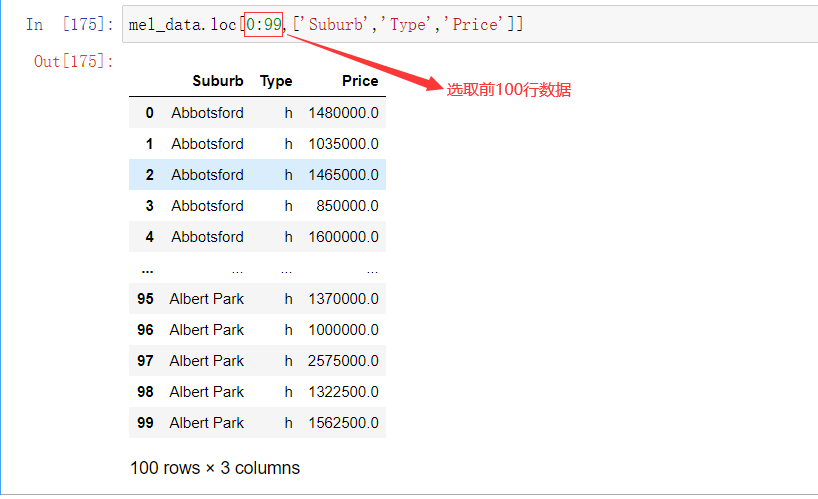 In [175]: mel_data.loc[0:99,['Suburb','Type','Price']]
选取前100行数据
Out[175]:
Suburb Type Price
0 Abbotsford h 1480000.0
1 Abbotsford h 1035000.0
2 Abbotsford h 1465000.0
3 Abbotsford h 850000.0
4 Abbotsford h 1600000.0
... ... ... ...
95 Albert Park h 1370000.0
96 Albert Park h 1000000.0
97 Albert Park h 2575000.0
98 Albert Park h 1322500.0
99 Albert Park h 1562500.0
100 rows × 3 columns